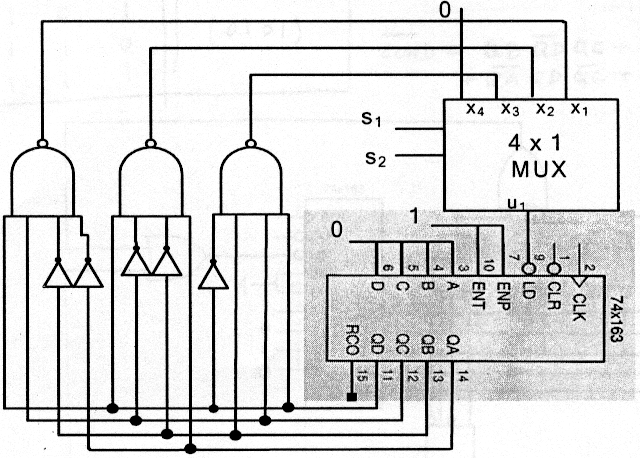 0
x4 x3 x2 x1
S1
S2
4 x 1
MUX
u1
1
0
7 9 1 2
6 5 4 3 10
D C B A ENT ENP LD CLR CLK
74x163
RCO QD QC QB QA
15 11 12 13 14